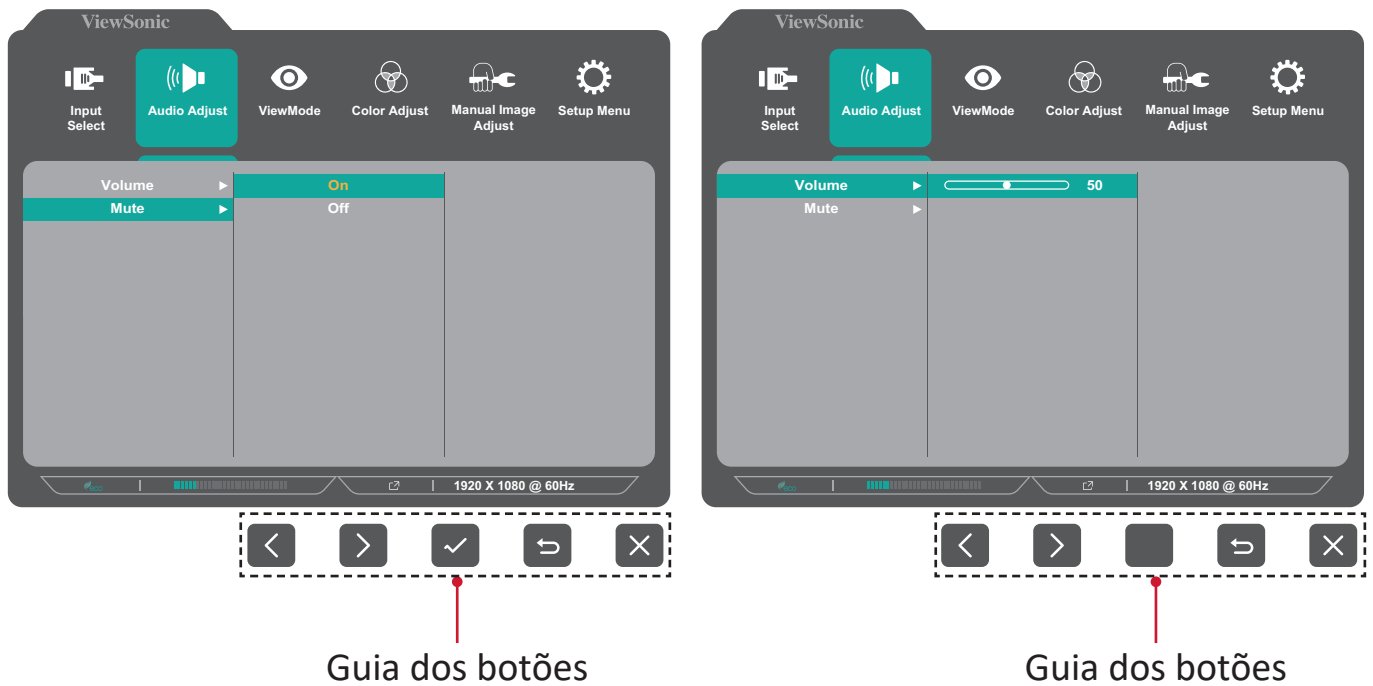 ViewSonic
Input
Select
Audio Adjust
ViewMode
Color Adjust
Manual Image
Adjust
Setup Menu
Volume
On
Mute
Off
eco
1920 X 1080 @ 60Hz
Guia dos botões
ViewSonic
Input
Select
Audio Adjust
ViewMode
Color Adjust
Manual Image
Adjust
Setup Menu
Volume
50
Mute
eco
1920 X 1080 @ 60Hz
Guia dos botões